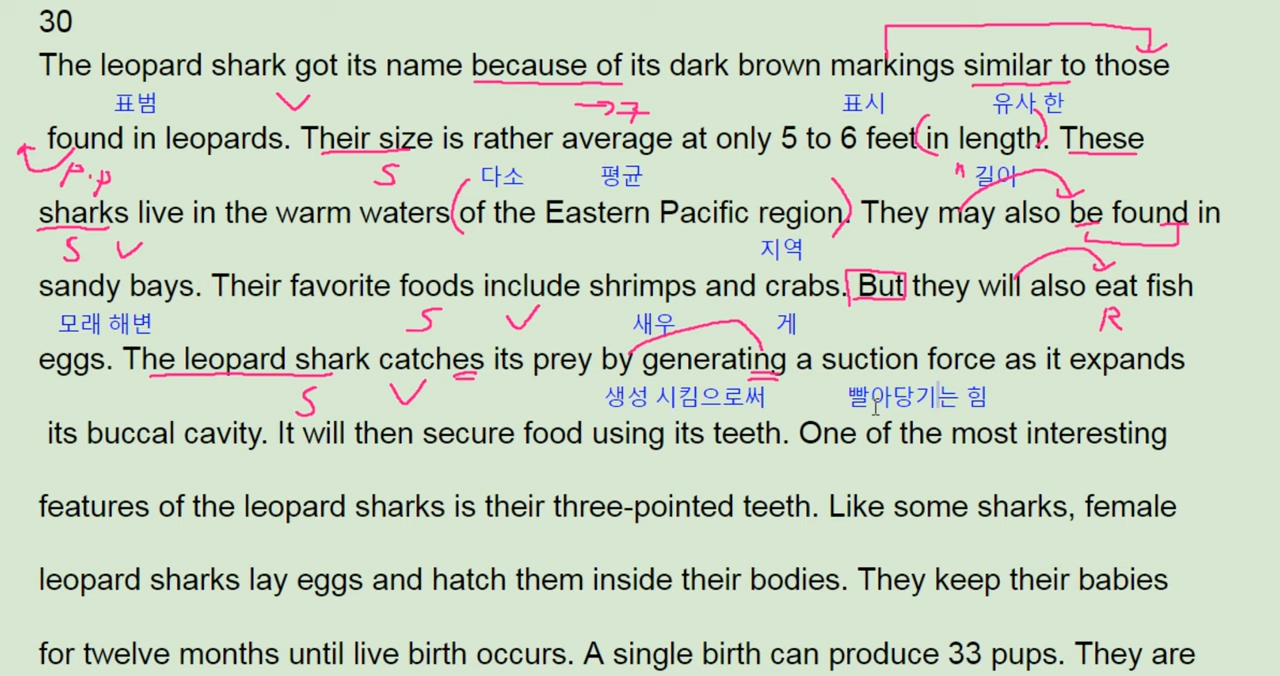 30
The leopard shark got its name because of its dark brown markings similar to those
표범 표시 유사 한
found in leopards. Their size is rather average at only 5 to 6 feet (in length). These
p.p S 다소 평균 n 길이
sharks live in the warm waters (of the Eastern Pacific region). They may also be found in
S V 지역
sandy bays. Their favorite foods include shrimps and crabs. But they will also eat fish
모래 해변 S V 새우 게 R
eggs. The leopard shark catches its prey by generating a suction force as it expands
S V 생성 시킴으로써 빨아당기는 힘
its buccal cavity. It will then secure food using its teeth. One of the most interesting
features of the leopard sharks is their three-pointed teeth. Like some sharks, female
leopard sharks lay eggs and hatch them inside their bodies. They keep their babies
for twelve months until live birth occurs. A single birth can produce 33 pups. They are